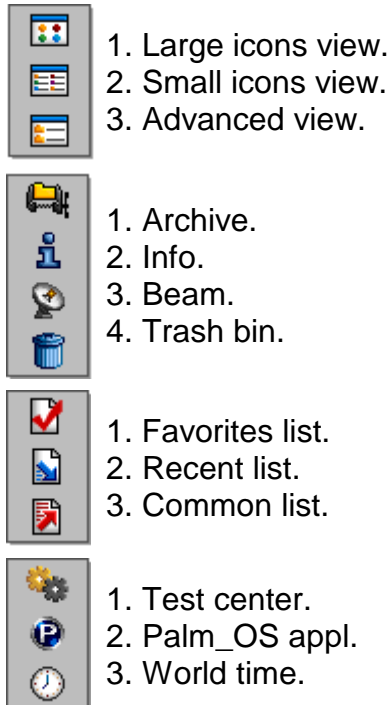 1. Large icons view.
2. Small icons view.
3. Advanced view.
1. Archive.
2. Info.
3. Beam.
4. Trash bin.
1. Favorites list.
2. Recent list.
3. Common list.
1. Test center.
2. Palm_OS appl.
3. World time.